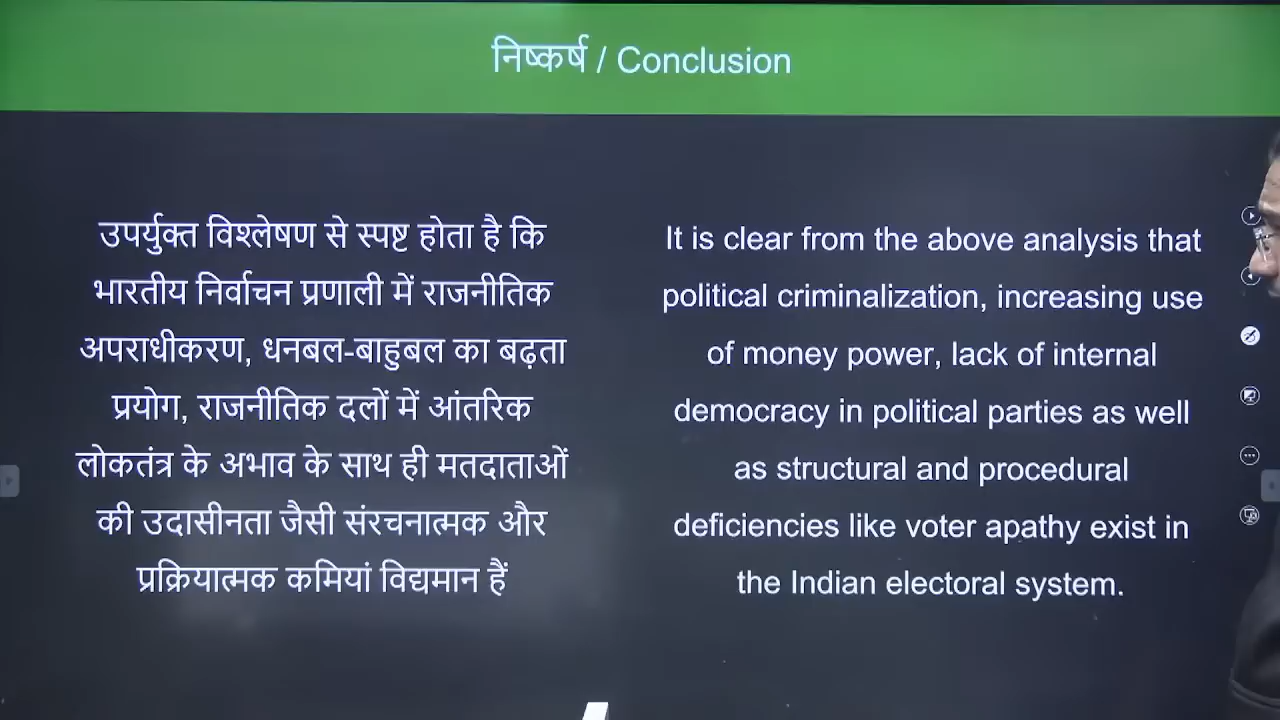 निष्कर्ष / Conclusion
उपर्युक्त विश्लेषण से स्पष्ट होता है कि
भारतीय निर्वाचन प्रणाली में राजनीतिक
अपराधीकरण, धनबल-बाहुबल का बढ़ता
प्रयोग, राजनीतिक दलों में आंतरिक
लोकतंत्र के अभाव के साथ ही मतदाताओं
की उदासीनता जैसी संरचनात्मक और
प्रक्रियात्मक कमियां विद्यमान हैं
It is clear from the above analysis that
political criminalization, increasing use
of money power, lack of internal
democracy in political parties as well
as structural and procedural
deficiencies like voter apathy exist in
the Indian electoral system.